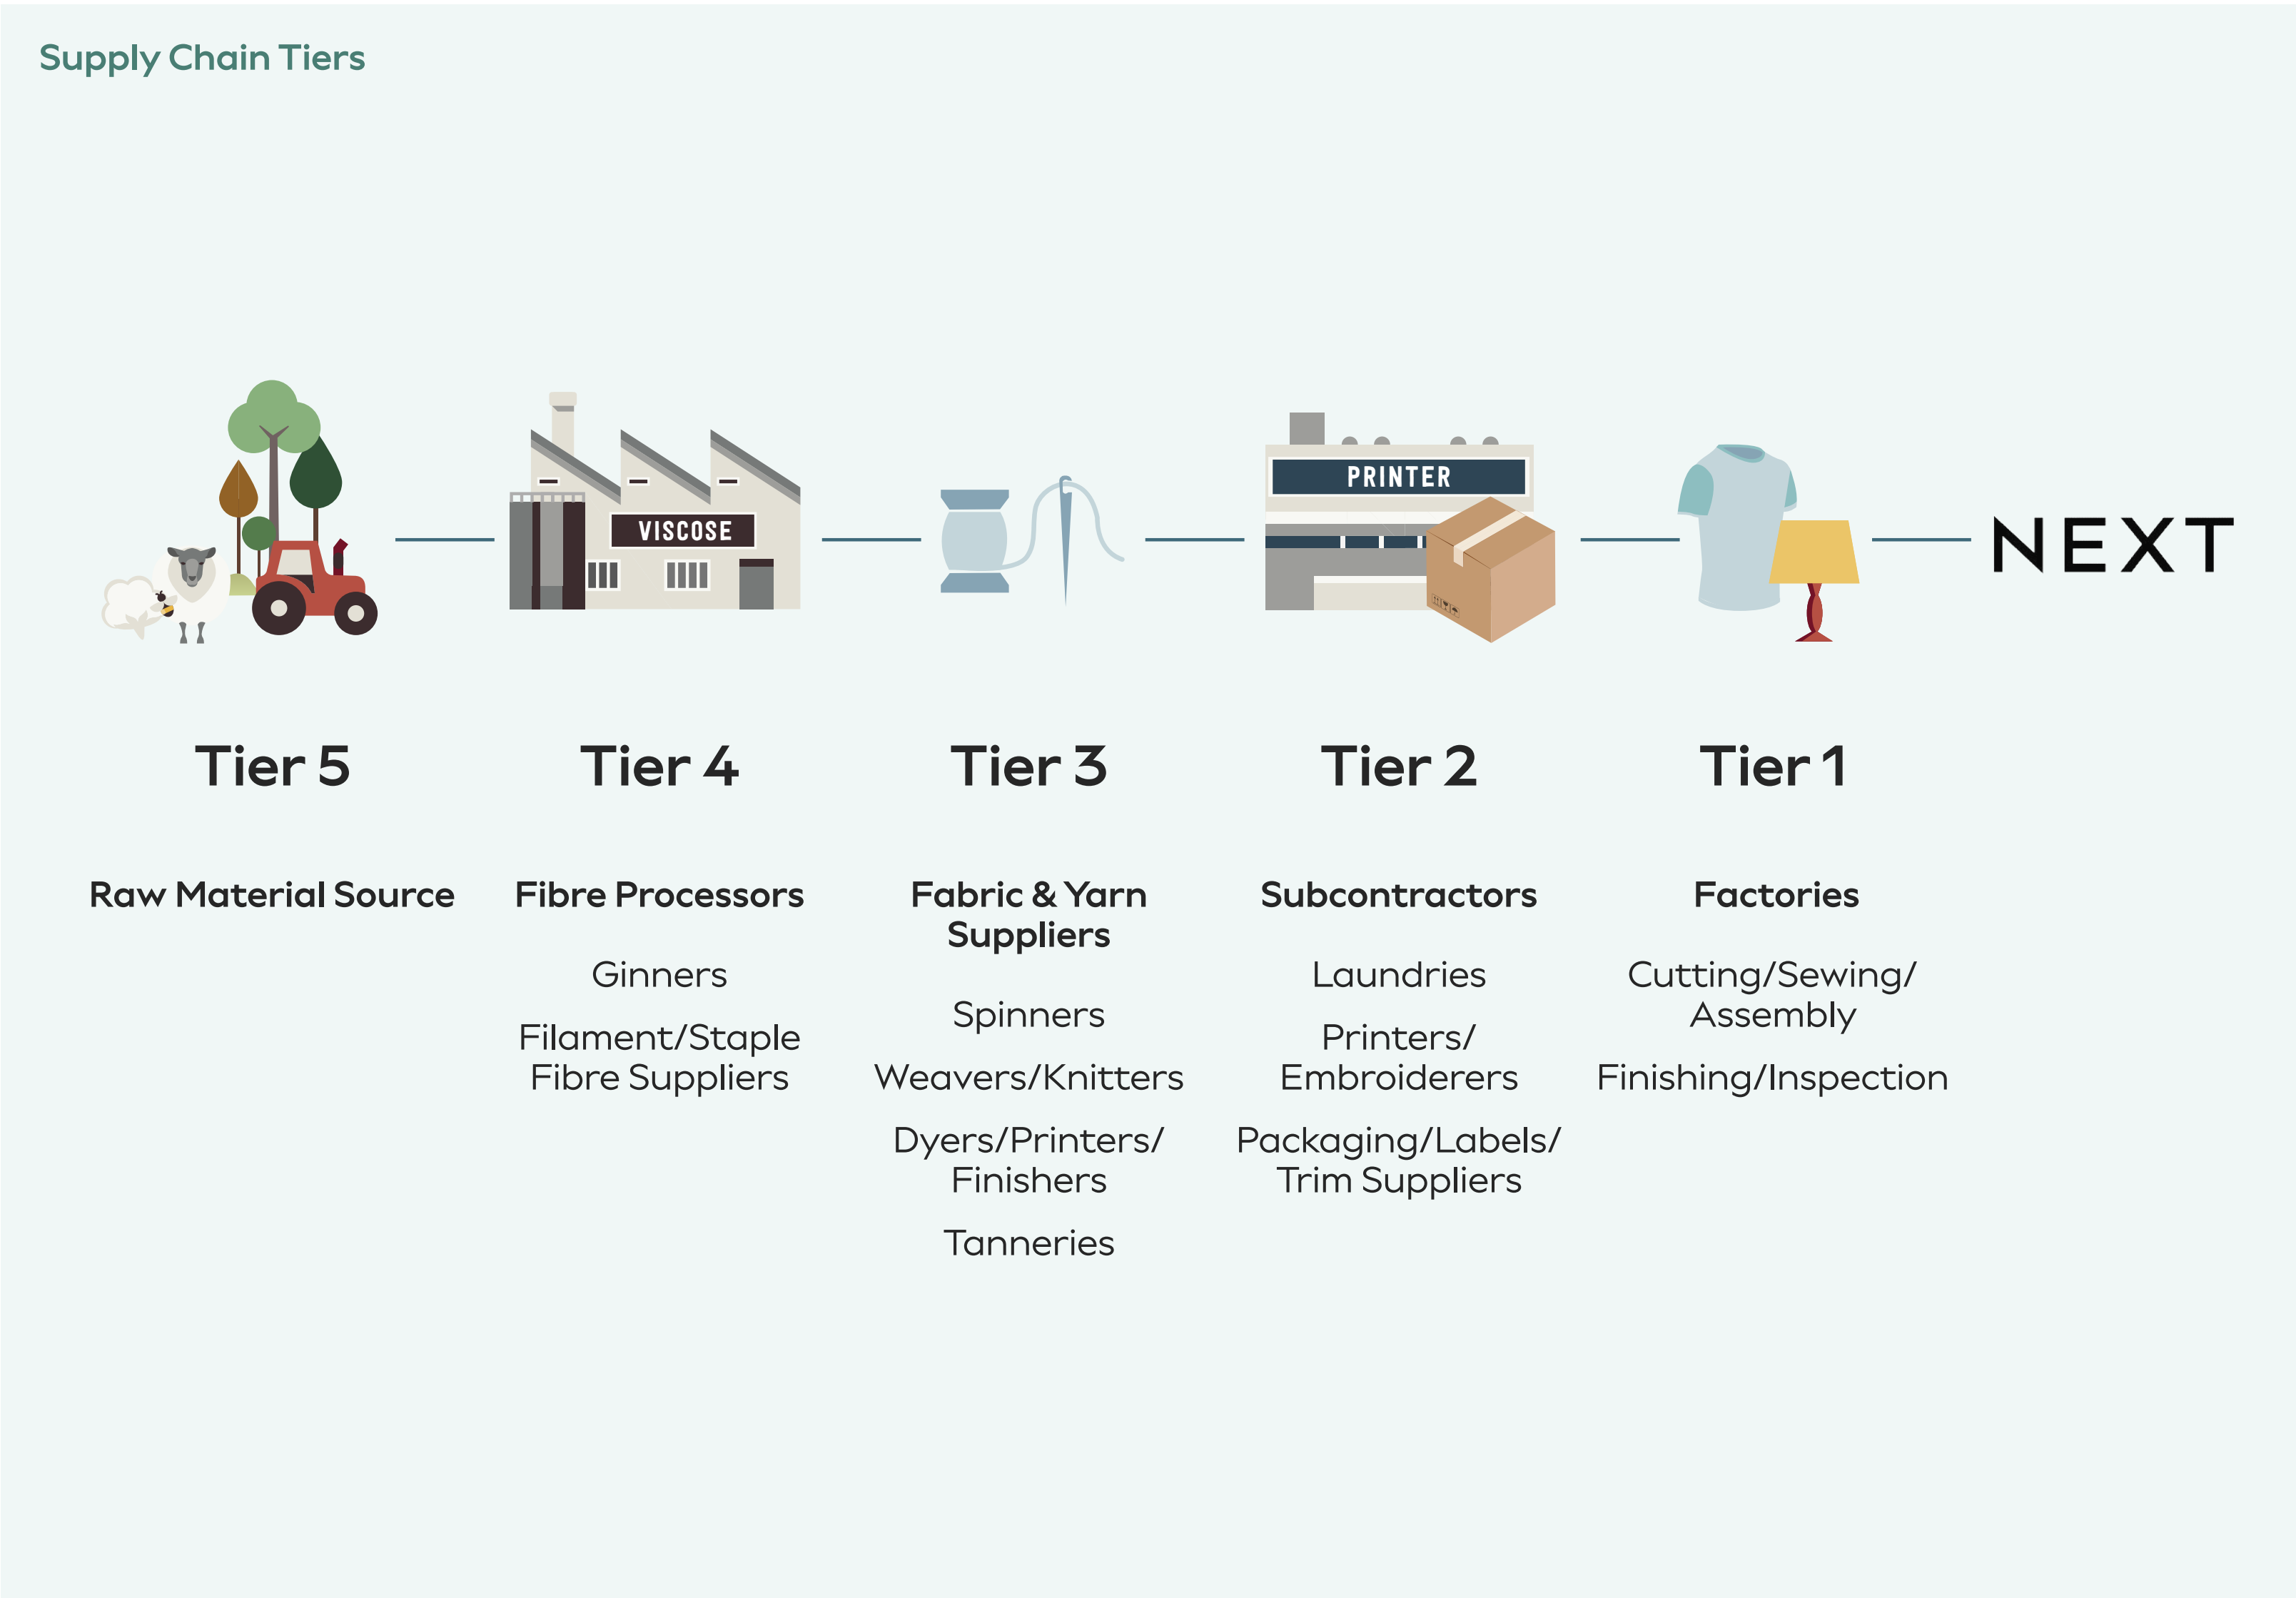 Supply Chain Tiers
VISCOSE
PRINTER
NEXT
Tier 5
Raw Material Source
Tier 4
Fibre Processors
Ginners
Filament/Staple
Fibre Suppliers
Tier 3
Fabric & Yarn
Suppliers
Spinners
Weavers/Knitters
Dyers/Printers/
Finishers
Tanneries
Tier 2
Subcontractors
Laundries
Printers/
Embroiderers
Packaging/Labels/
Trim Suppliers
Tier 1
Factories
Cutting/Sewing/
Assembly
Finishing/Inspection